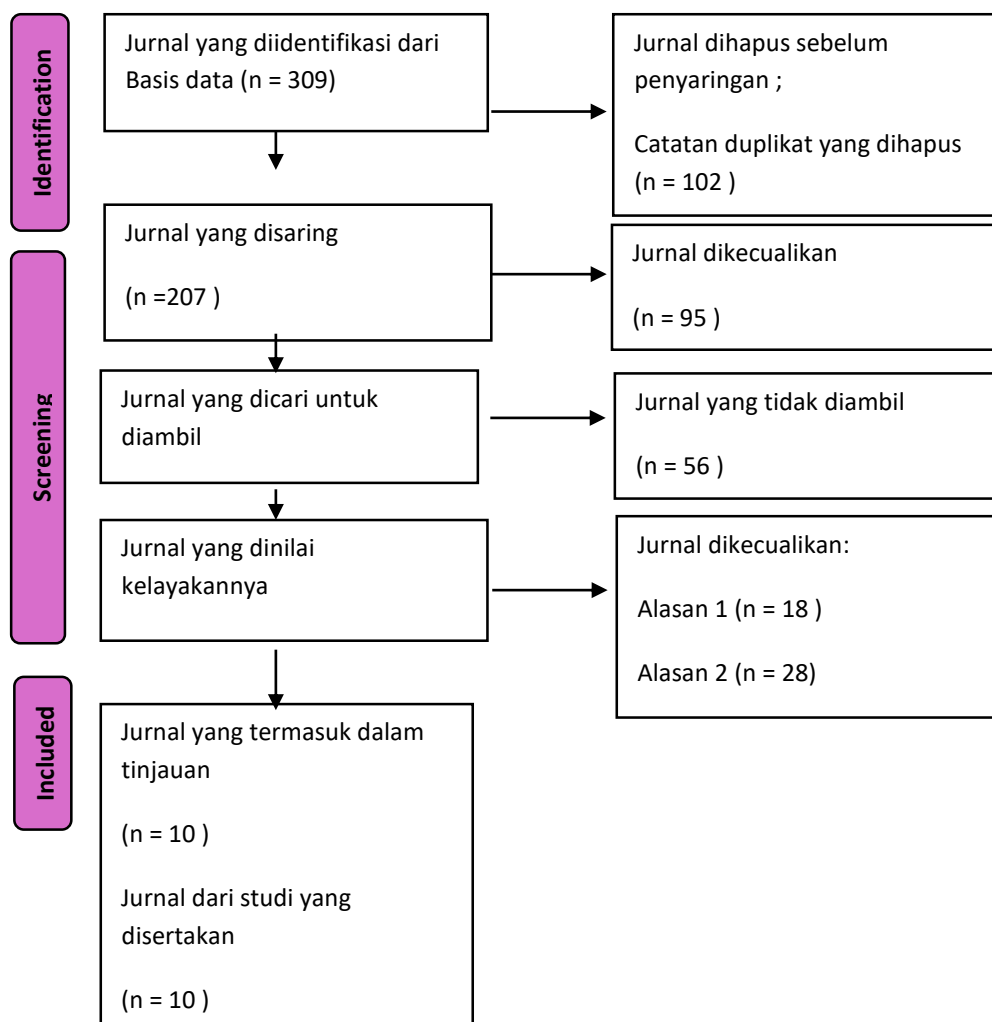 Identification
Jurnal yang diidentifikasi dari
Basis data (n = 309)
Jurnal dihapus sebelum
penyaringan ;
Catatan duplikat yang dihapus
(n = 102 )
Screening
Jurnal yang disaring
(n =207 )
Jurnal dikecualikan
(n = 95 )
Jurnal yang dicari untuk
diambil
Jurnal yang tidak diambil
(n = 56 )
Jurnal yang dinilai
kelayakannya
Jurnal dikecualikan:
Alasan 1 (n = 18 )
Alasan 2 (n = 28)
Included
Jurnal yang termasuk dalam
tinjauan
(n = 10 )
Jurnal dari studi yang
disertakan
(n = 10 )